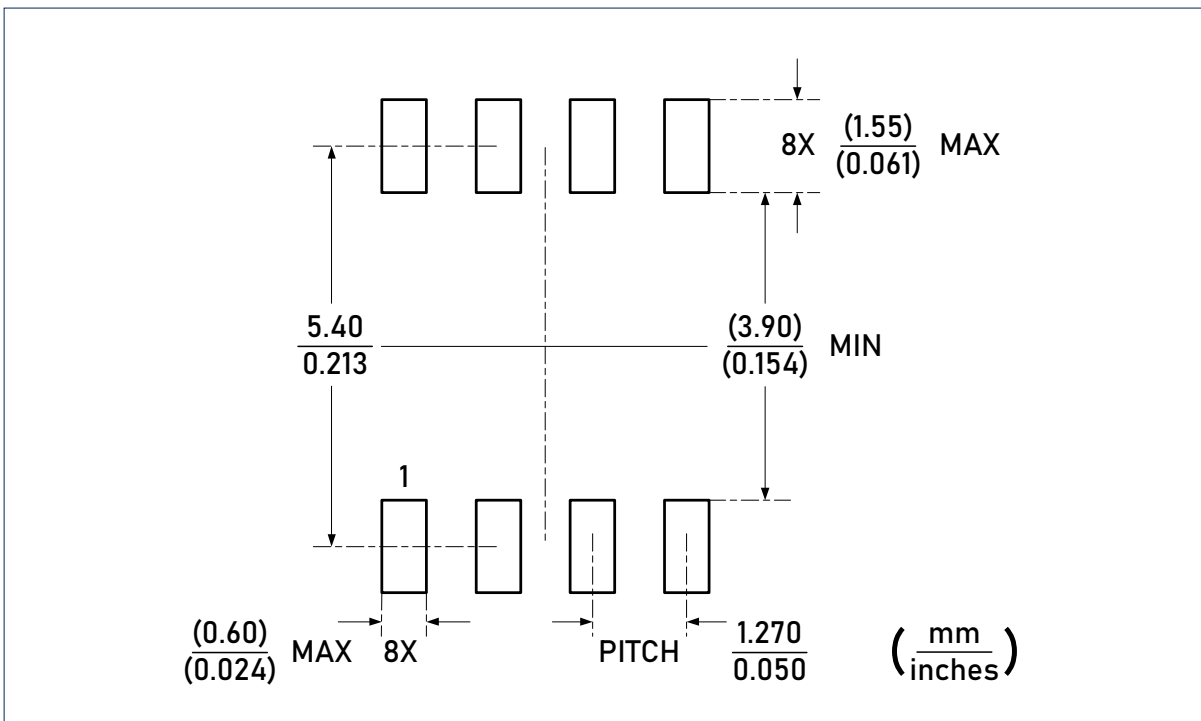 (1.55)
8X MAX
(0.061)
5.40
0.213
(3.90)
MIN
(0.154)
1
(0.60)
MAX 8X
(0.024)
PITCH
1.270
0.050
(mm
inches)